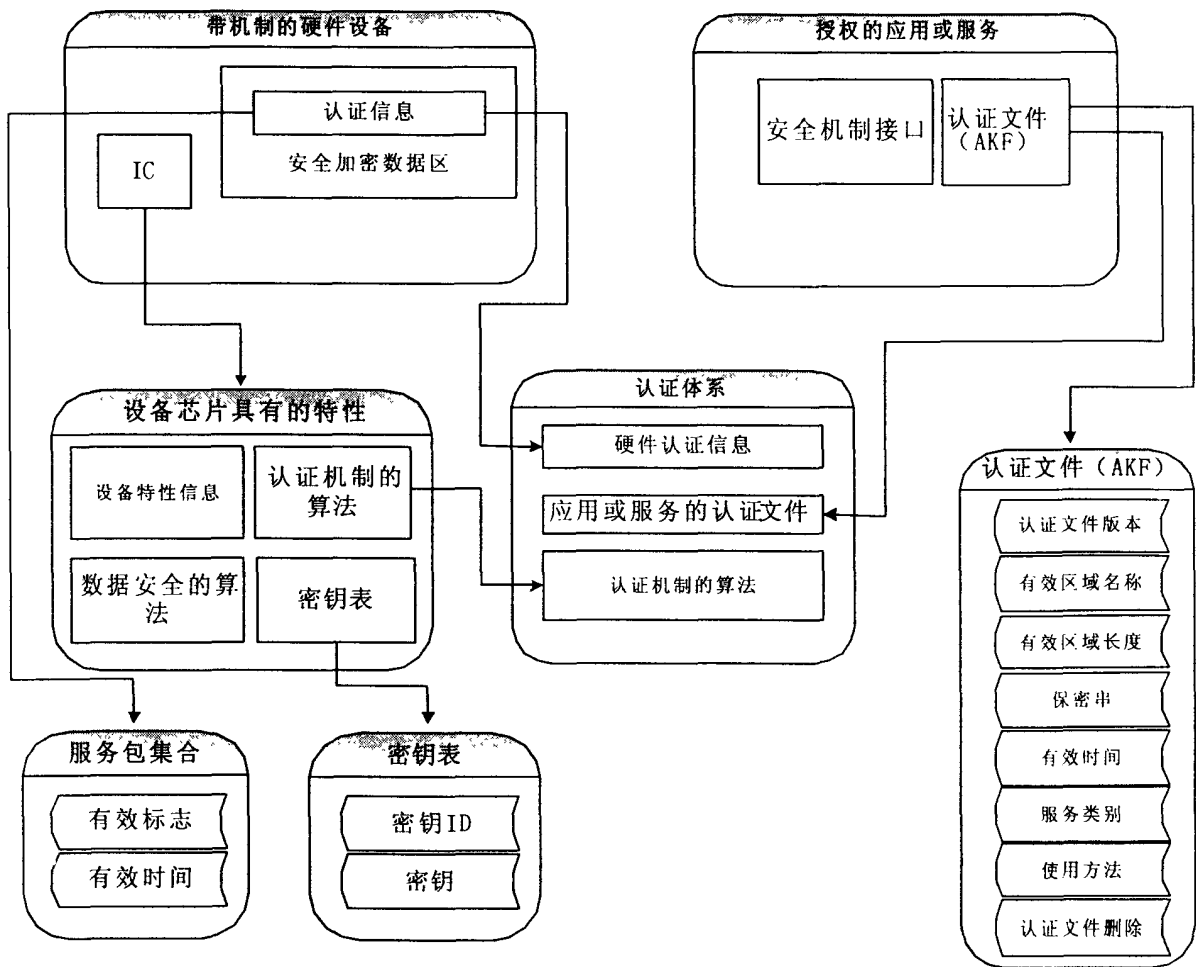 带机制的硬件设备
认证信息
安全加密数据区
IC
授权的应用或服务
安全机制接口
认证文件
(AKF)
设备芯片具有的特性
设备特性信息
认证机制的
算法
数据安全的算
法
密钥表
认证体系
硬件认证信息
应用或服务的认证文件
认证机制的算法
认证文件(AKF)
认证文件版本
有效区域名称
有效区域长度
保密串
有效时间
服务类别
使用方法
认证文件删除
服务包集合
有效标志
有效时间
密钥表
密钥ID
密钥